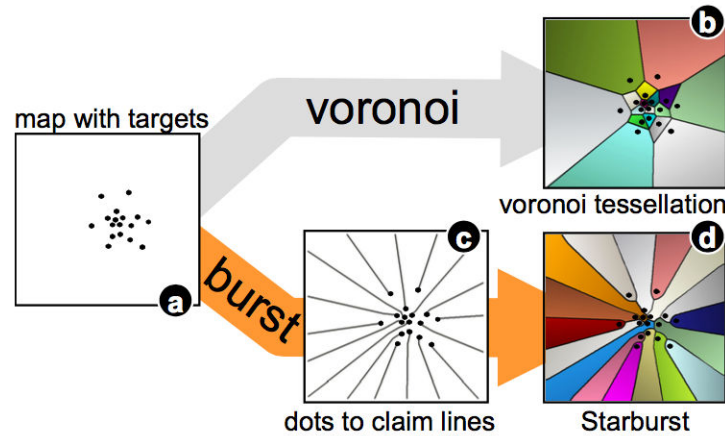 b
voronoi
map with targets
voronoi tessellation
c
d
a
burst
dots to claim lines
Starburst